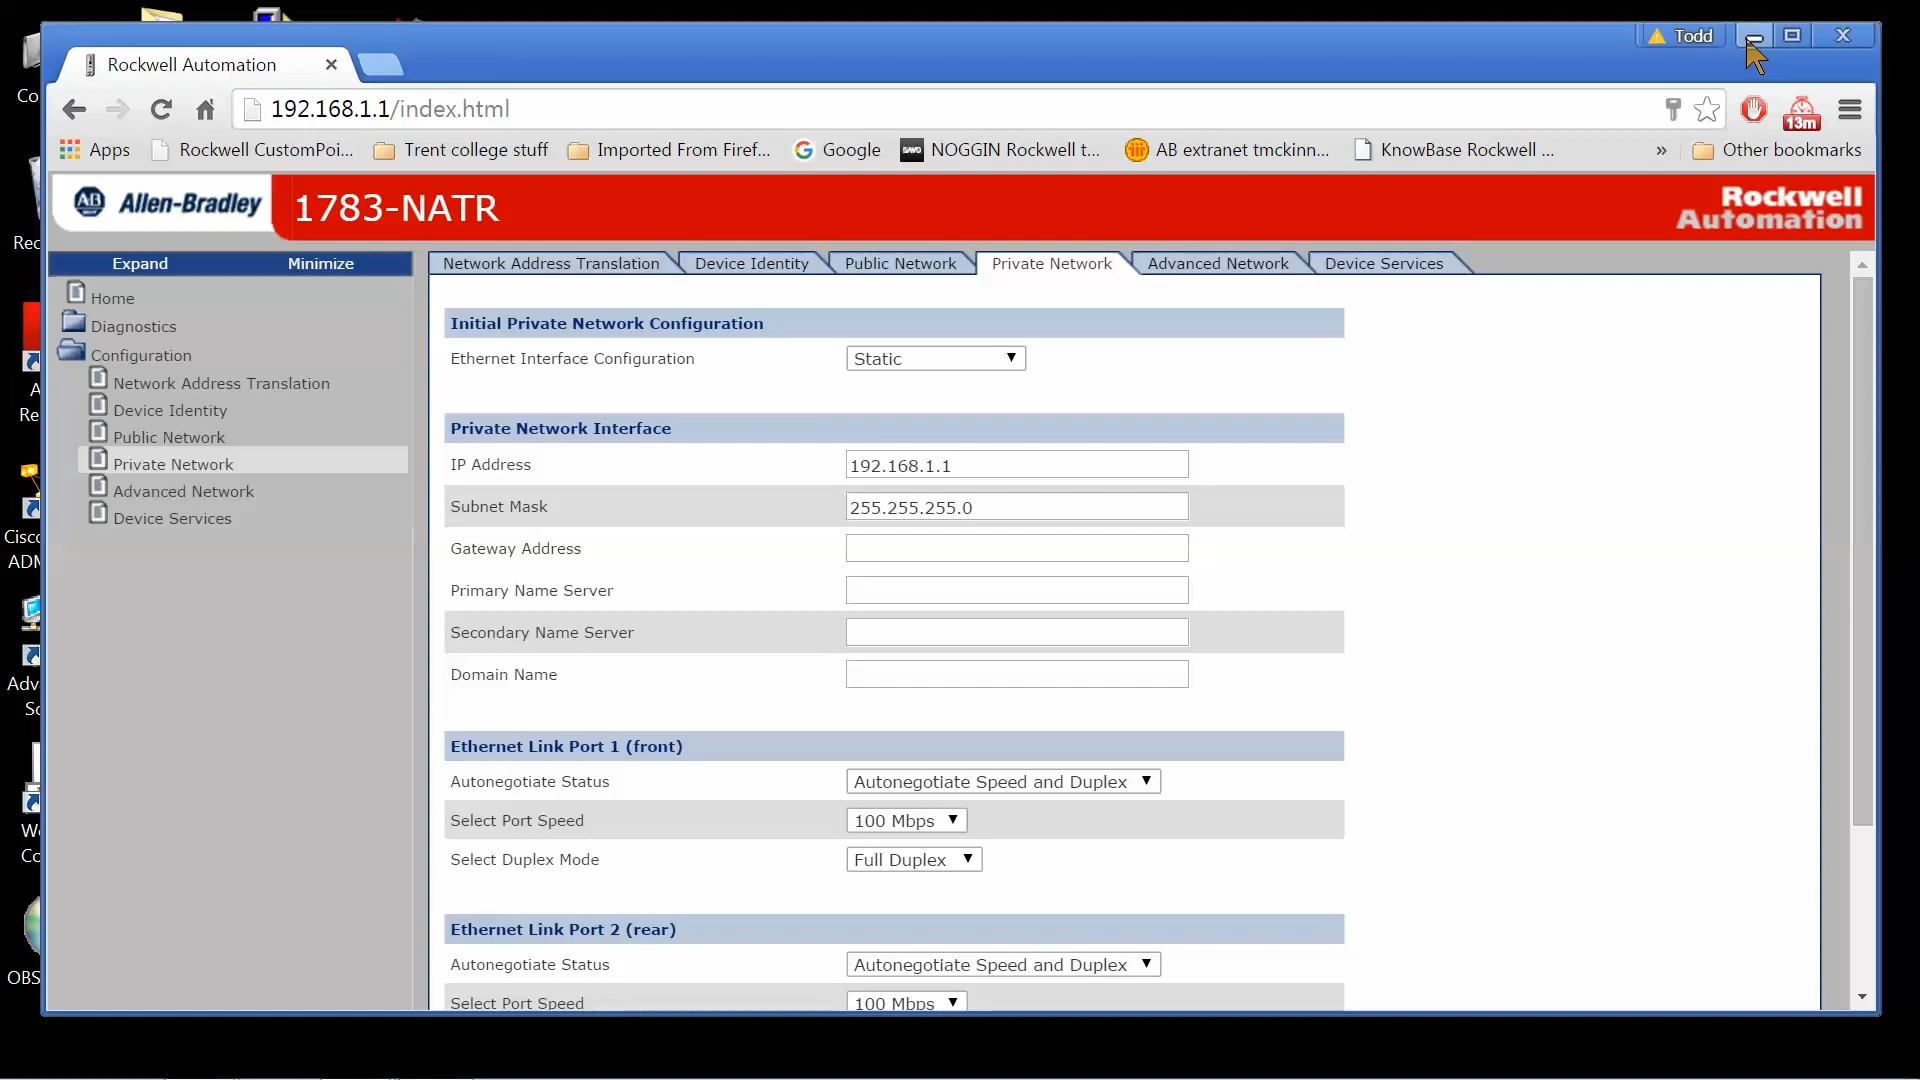 Todd
Rockwell Automation
192.168.1.1/index.html
13m
Apps Rockwell CustomPoi... Trent college stuff Imported From Firef... Google NOGGIN Rockwell t... AB extranet tmckinn... KnowBase Rockwell ... » Other bookmarks
AB Allen-Bradley
1783-NATR
Rockwell
Automation
Expand Minimize
Home
Diagnostics
Configuration
Network Address Translation
Device Identity
Public Network
Private Network
Advanced Network
Device Services
Network Address Translation Device Identity Public Network Private Network Advanced Network Device Services
Initial Private Network Configuration
Ethernet Interface Configuration Static
Private Network Interface
IP Address 192.168.1.1
Subnet Mask 255.255.255.0
Gateway Address
Primary Name Server
Secondary Name Server
Domain Name
Ethernet Link Port 1 (front)
Autonegotiate Status Autonegotiate Speed and Duplex
Select Port Speed 100 Mbps
Select Duplex Mode Full Duplex
Ethernet Link Port 2 (rear)
Autonegotiate Status Autonegotiate Speed and Duplex
Select Port Speed 100 Mbps
Co
Rec
A
Re
Cisco
ADM
Adv
Sc
We
Co
OBS